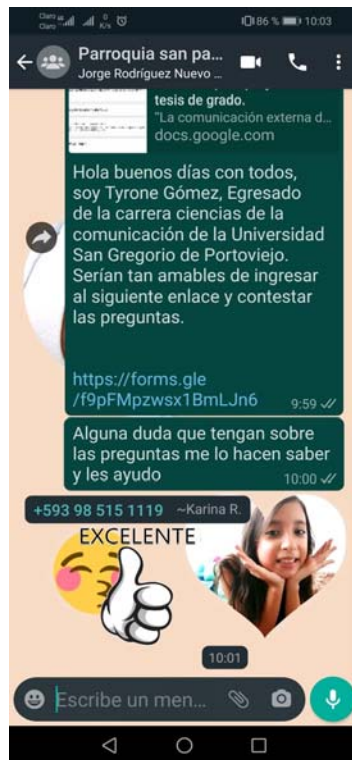 Claro
Claro
0
K/s
86 %
10:03
Parroquia san pa...
Jorge Rodríguez Nuevo ...
tesis de grado.
"La comunicación externa d...
docs.google.com
Hola buenos días con todos,
soy Tyrone Gómez, Egresado
de la carrera ciencias de la
comunicación de la Universidad
San Gregorio de Portoviejo.
Serían tan amables de ingresar
al siguiente enlace y contestar
las preguntas.
https://forms.gle
/f9pFMpzwsx1BmLJn6
9:59
Alguna duda que tengan sobre
las preguntas me lo hacen saber
y les ayudo
10:00
+593 98 515 1119 ~Karina R.
EXCELENTE
10:01
Escribe un men...